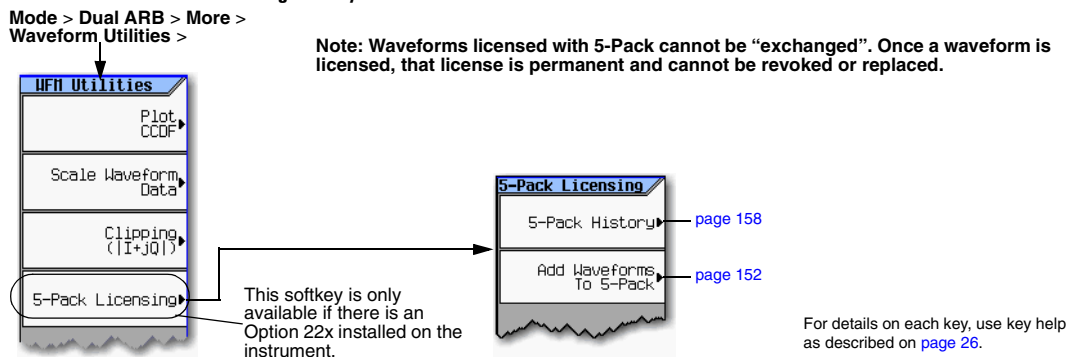 Mode > Dual ARB > More >
Waveform Utilities >
Note: Waveforms licensed with 5-Pack cannot be “exchanged”. Once a waveform is
licensed, that license is permanent and cannot be revoked or replaced.
WFM Utilities
Plot
CCDF
Scale Waveform
Data
Clipping
(|I+jQ|)
5-Pack Licensing
This softkey is only
available if there is an
Option 22x installed on the
instrument.
5-Pack Licensing
5-Pack History
page 158
Add Waveforms
To 5-Pack
page 152
For details on each key, use key help
as described on page 26.